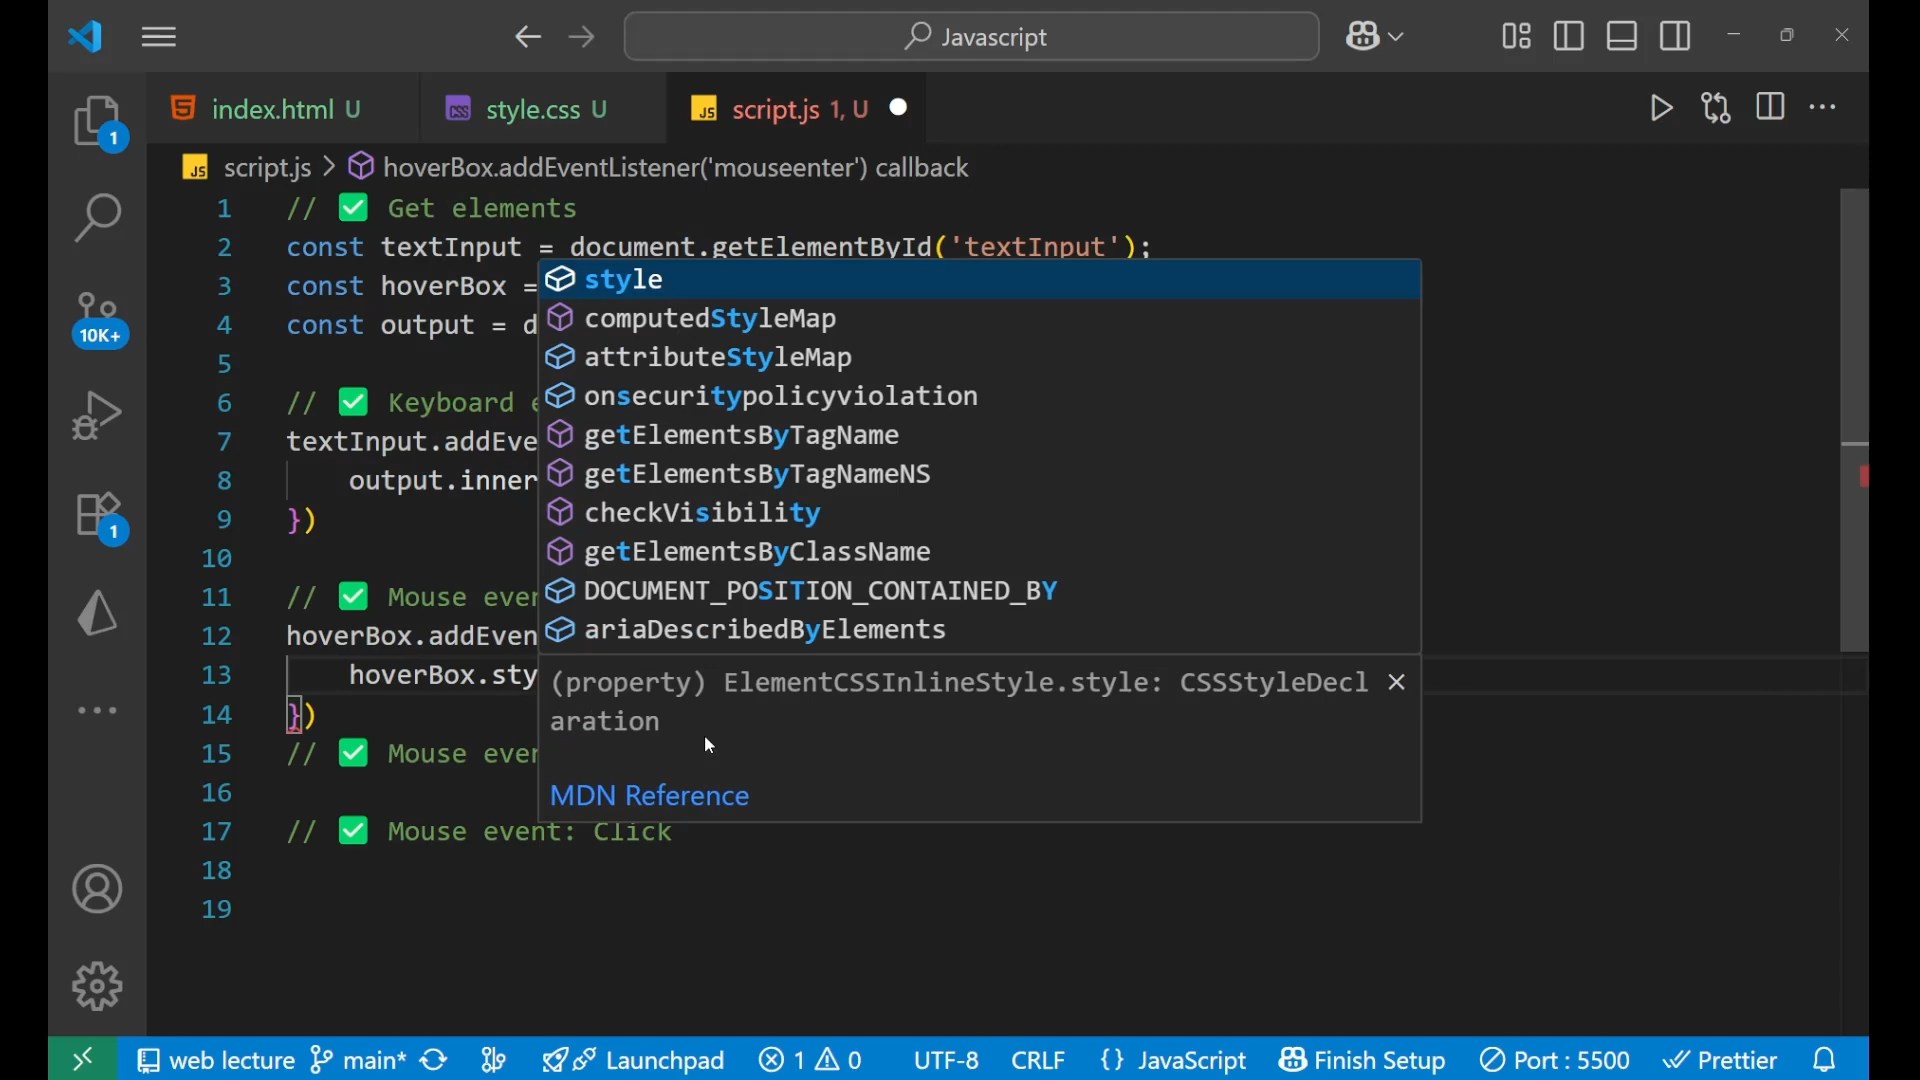 Javascript
index.html U
style.css U
script.js 1, U
script.js > hoverBox.addEventListener('mouseenter') callback
1 // ✅ Get elements
2 const textInput = document.getElementById('textInput');
3 const hoverBox =
4 const output = d
5
6 // ✅ Keyboard e
7 textInput.addEve
8 output.inner
9 })
10
11 // ✅ Mouse even
12 hoverBox.addEven
13 hoverBox.sty
14 })
15 // ✅ Mouse even
16
17 // ✅ Mouse event: Click
18
19
style
computedStyleMap
attributeStyleMap
onsecuritypolicyviolation
getElementsByTagName
getElementsByTagNameNS
checkVisibility
getElementsByClassName
DOCUMENT_POSITION_CONTAINED_BY
ariaDescribedByElements
(property) ElementCSSInlineStyle.style: CSSStyleDecl
aration
MDN Reference
1
10K+
1
web lecture main* Launchpad 1 0 UTF-8 CRLF {} JavaScript Finish Setup Port : 5500 Prettier